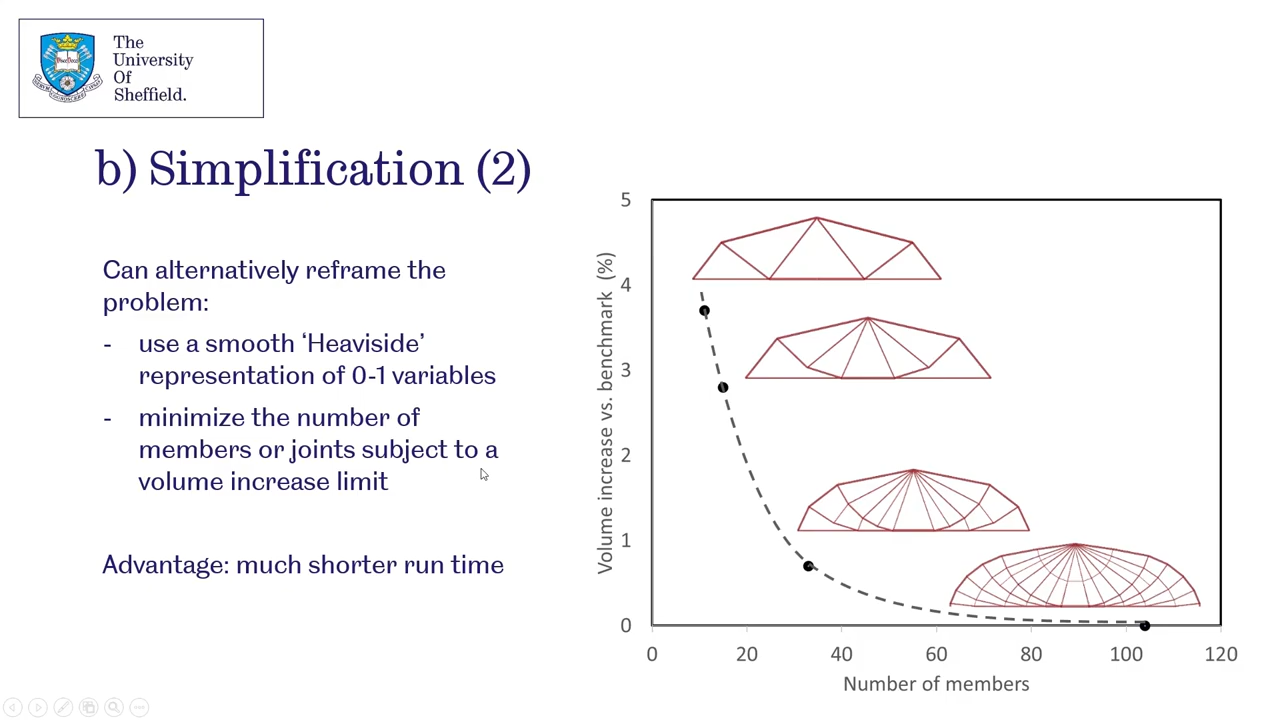 The
University
Of
Sheffield.
b) Simplification (2)
Can alternatively reframe the
problem:
- use a smooth ‘Heaviside’
representation of 0-1 variables
- minimize the number of
members or joints subject to a
volume increase limit
Advantage: much shorter run time
Volume increase vs. benchmark (%)
5
4
3
2
1
0
0 20 40 60 80 100 120
Number of members